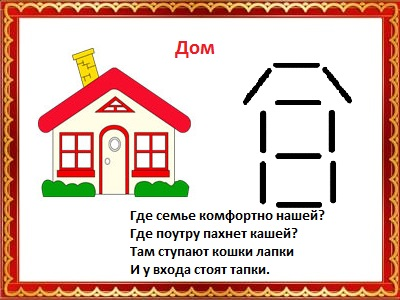 Дом
Где семье комфортно нашей?
Где поутру пахнет кашей?
Там ступают кошки лапки
И у входа стоят тапки.